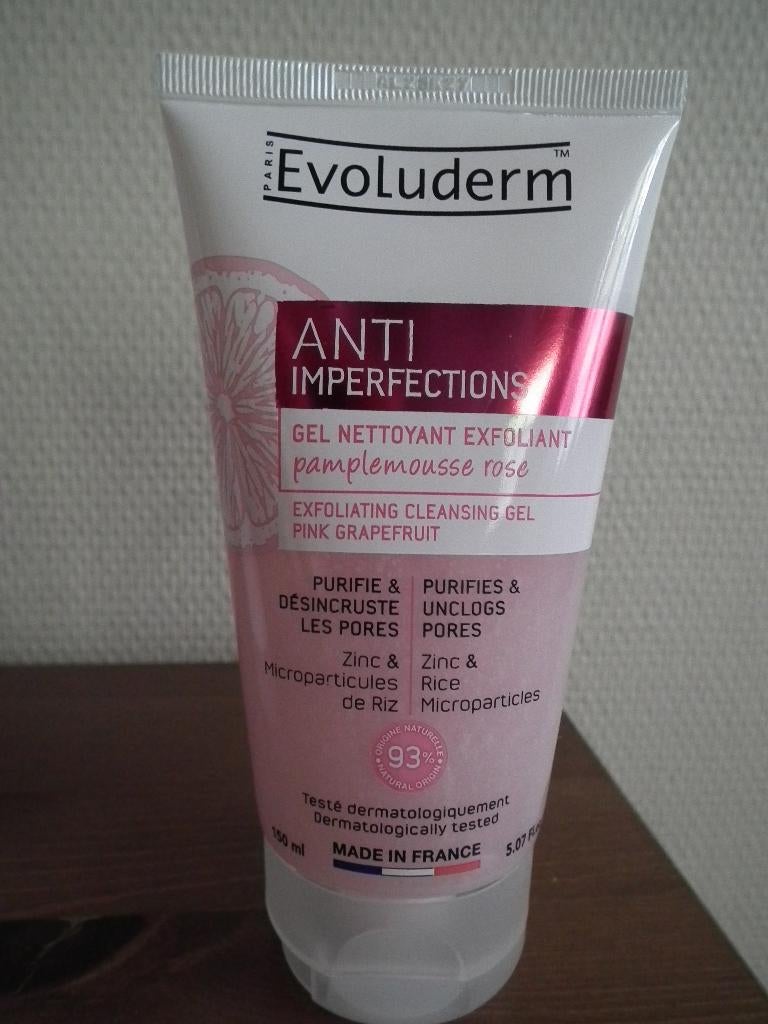 PARIS
Evoluderm™
ANTI
IMPERFECTIONS
GEL NETTOYANT EXFOLIANT
pamplemousse rose
EXFOLIATING CLEANSING GEL
PINK GRAPEFRUIT
PURIFIE &
DÉSINCRUSTE
LES PORES
Zinc &
Microparticules
de Riz
PURIFIES &
UNCLOGS
PORES
Zinc &
Rice
Microparticles
ORIGINE NATURELLE
93%
NATURAL ORIGIN
Testé dermatologiquement
Dermatologically tested
150 ml
MADE IN FRANCE
5.07